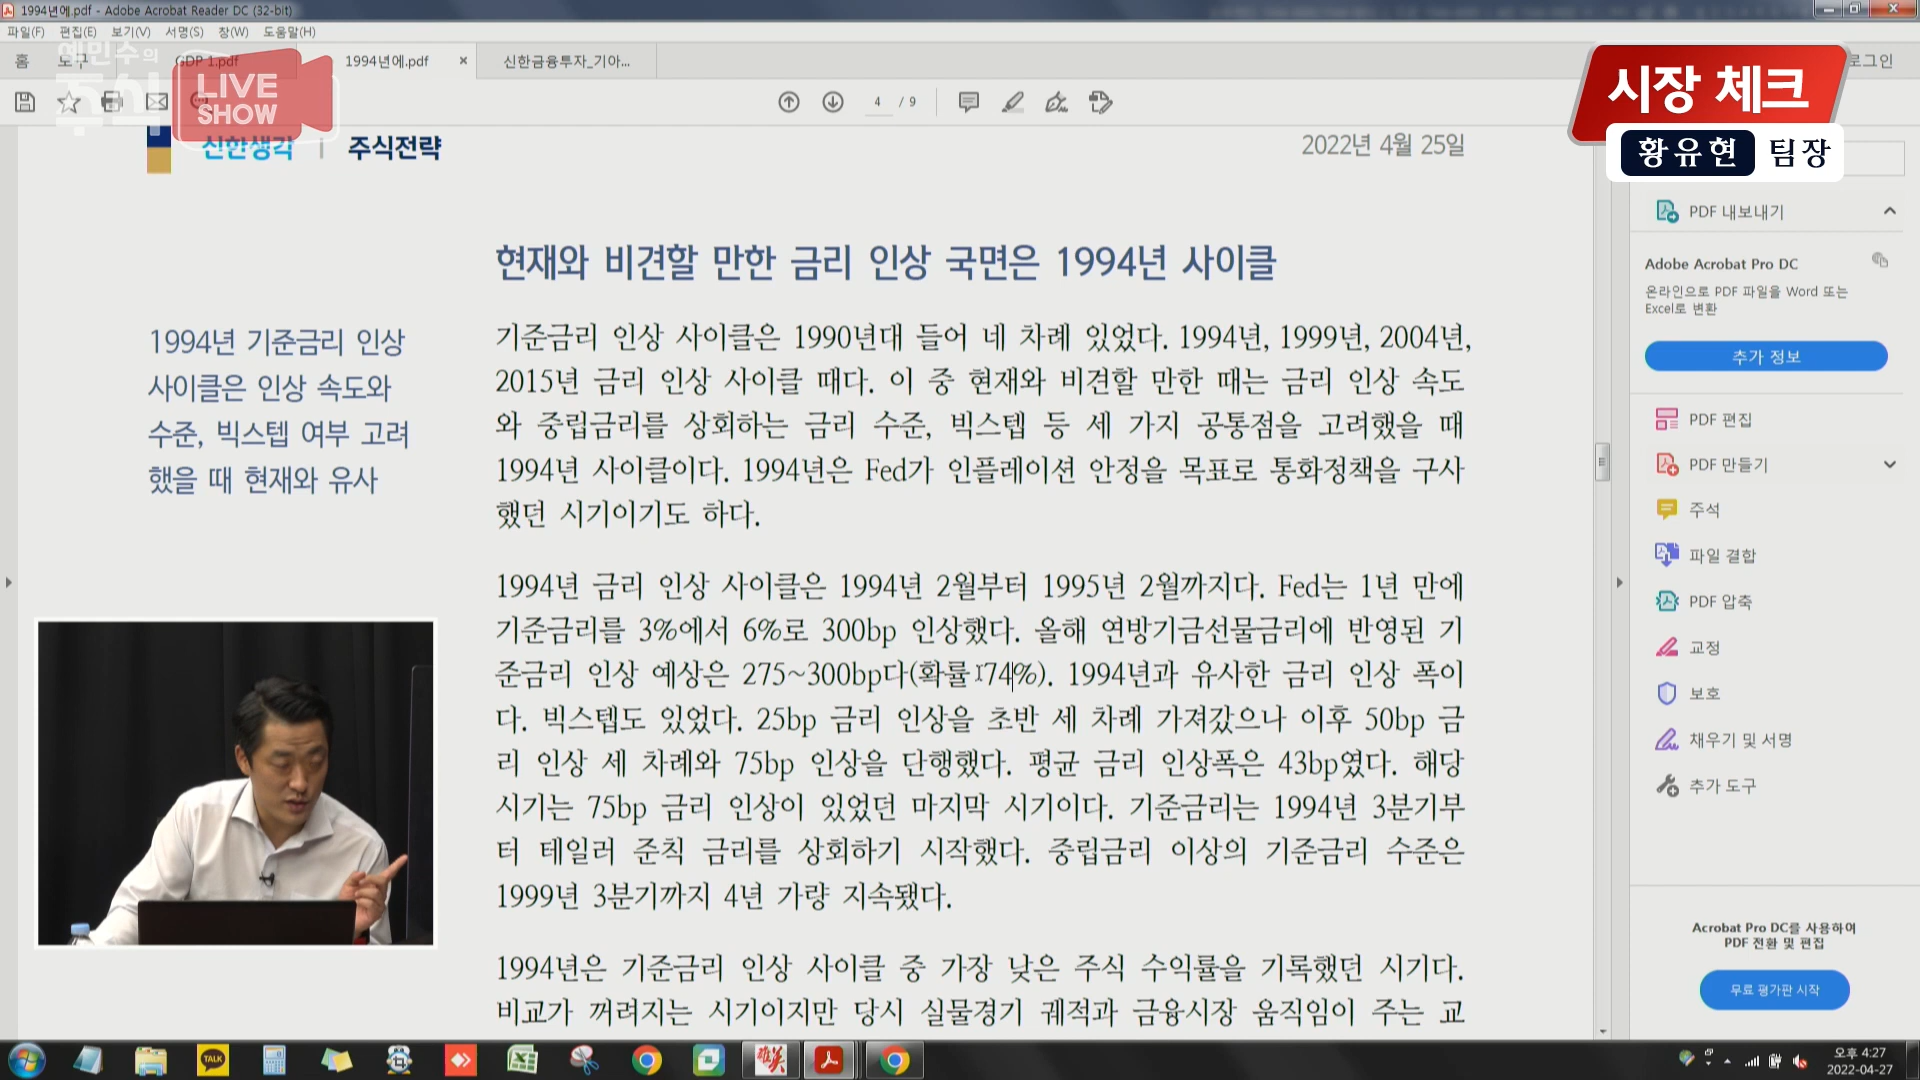 1994년에.pdf - Adobe Acrobat Reader DC (32-bit)
파일(F) 편집(E) 보기(V) 서명(S) 창(W) 도움말(H)
홈 도구 GDP 1.pdf 1994년에.pdf × 신한금융투자_기아... 로그인
예민수의
주식
LIVE
SHOW
4 / 9
시장 체크
황유현 팀장
신한생각 | 주식전략
2022년 4월 25일
현재와 비견할 만한 금리 인상 국면은 1994년 사이클
1994년 기준금리 인상
사이클은 인상 속도와
수준, 빅스텝 여부 고려
했을 때 현재와 유사
기준금리 인상 사이클은 1990년대 들어 네 차례 있었다. 1994년, 1999년, 2004년,
2015년 금리 인상 사이클 때다. 이 중 현재와 비견할 만한 때는 금리 인상 속도
와 중립금리를 상회하는 금리 수준, 빅스텝 등 세 가지 공통점을 고려했을 때
1994년 사이클이다. 1994년은 Fed가 인플레이션 안정을 목표로 통화정책을 구사
했던 시기이기도 하다.
1994년 금리 인상 사이클은 1994년 2월부터 1995년 2월까지다. Fed는 1년 만에
기준금리를 3%에서 6%로 300bp 인상했다. 올해 연방기금선물금리에 반영된 기
준금리 인상 예상은 275~300bp다(확률 74%). 1994년과 유사한 금리 인상 폭이
다. 빅스텝도 있었다. 25bp 금리 인상을 초반 세 차례 가져갔으나 이후 50bp 금
리 인상 세 차례와 75bp 인상을 단행했다. 평균 금리 인상폭은 43bp였다. 해당
시기는 75bp 금리 인상이 있었던 마지막 시기이다. 기준금리는 1994년 3분기부
터 테일러 준칙 금리를 상회하기 시작했다. 중립금리 이상의 기준금리 수준은
1999년 3분기까지 4년 가량 지속됐다.
1994년은 기준금리 인상 사이클 중 가장 낮은 주식 수익률을 기록했던 시기다.
비교가 꺼려지는 시기이지만 당시 실물경기 궤적과 금융시장 움직임이 주는 교
PDF 내보내기
Adobe Acrobat Pro DC
온라인으로 PDF 파일을 Word 또는
Excel로 변환
추가 정보
PDF 편집
PDF 만들기
주석
파일 결합
PDF 압축
교정
보호
채우기 및 서명
추가 도구
Acrobat Pro DC를 사용하여
PDF 전환 및 편집
무료 평가판 시작
TALK
오후 4:27
2022-04-27